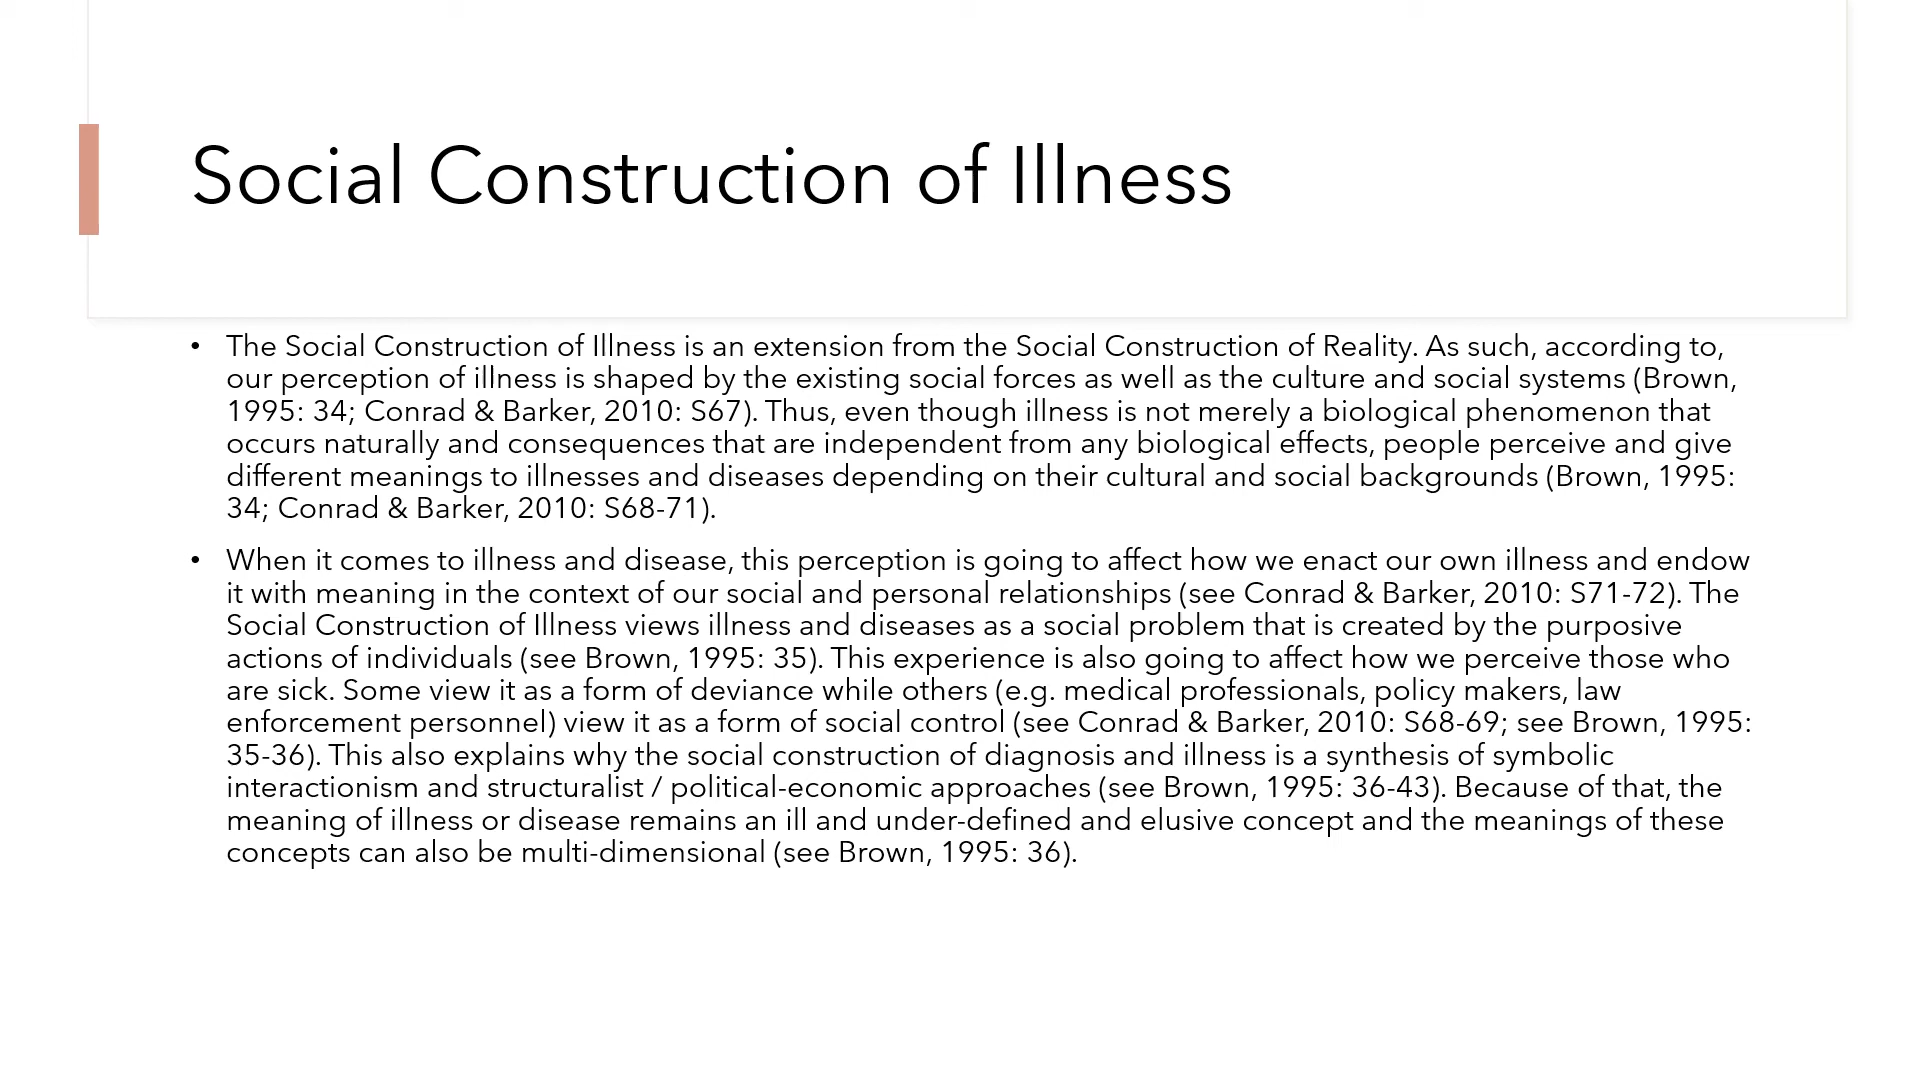 Social Construction of Illness
• The Social Construction of Illness is an extension from the Social Construction of Reality. As such, according to,
our perception of illness is shaped by the existing social forces as well as the culture and social systems (Brown,
1995: 34; Conrad & Barker, 2010: S67). Thus, even though illness is not merely a biological phenomenon that
occurs naturally and consequences that are independent from any biological effects, people perceive and give
different meanings to illnesses and diseases depending on their cultural and social backgrounds (Brown, 1995:
34; Conrad & Barker, 2010: S68-71).
• When it comes to illness and disease, this perception is going to affect how we enact our own illness and endow
it with meaning in the context of our social and personal relationships (see Conrad & Barker, 2010: S71-72). The
Social Construction of Illness views illness and diseases as a social problem that is created by the purposive
actions of individuals (see Brown, 1995: 35). This experience is also going to affect how we perceive those who
are sick. Some view it as a form of deviance while others (e.g. medical professionals, policy makers, law
enforcement personnel) view it as a form of social control (see Conrad & Barker, 2010: S68-69; see Brown, 1995:
35-36). This also explains why the social construction of diagnosis and illness is a synthesis of symbolic
interactionism and structuralist / political-economic approaches (see Brown, 1995: 36-43). Because of that, the
meaning of illness or disease remains an ill and under-defined and elusive concept and the meanings of these
concepts can also be multi-dimensional (see Brown, 1995: 36).